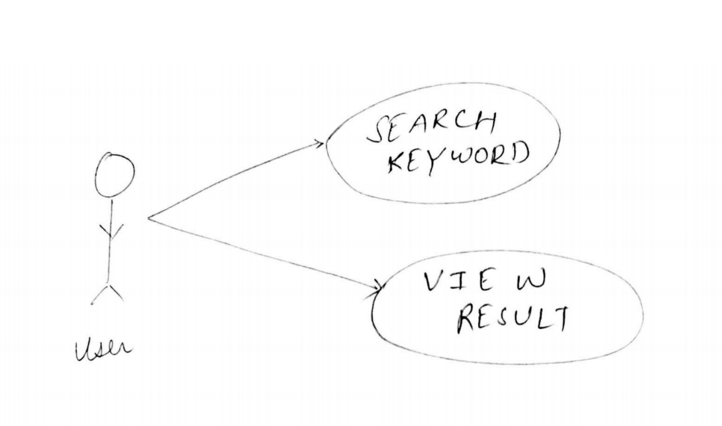 SEARCH
KEYWORD
VIEW
RESULT
User